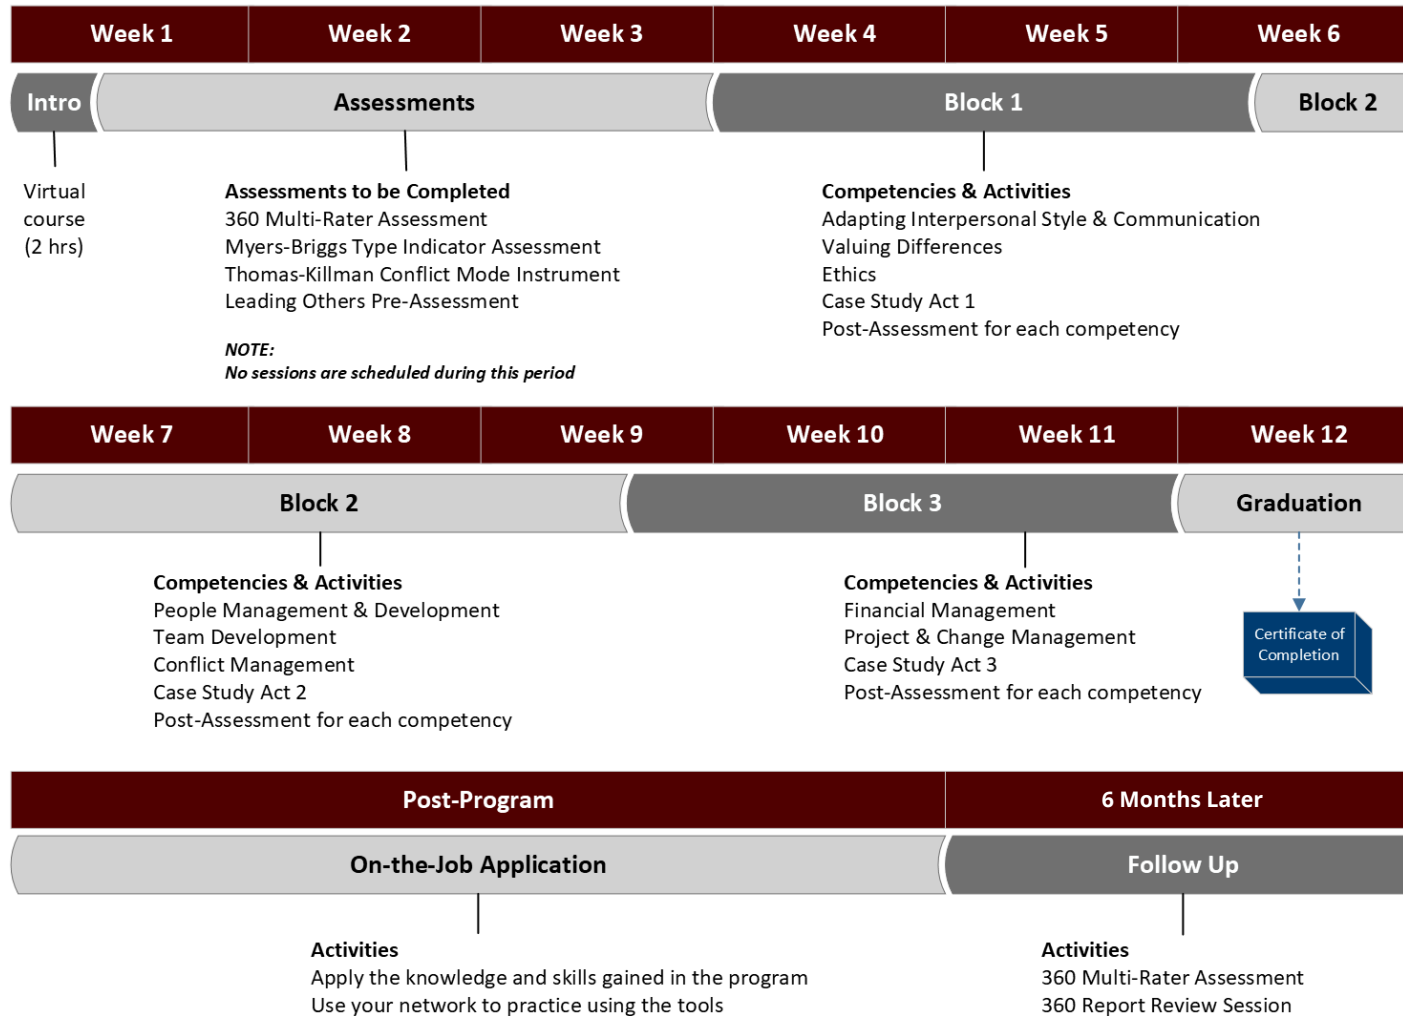 Week 1 Week 2 Week 3 Week 4 Week 5 Week 6
Intro Assessments Block 1 Block 2
Virtual
course
(2 hrs)
Assessments to be Completed
360 Multi-Rater Assessment
Myers-Briggs Type Indicator Assessment
Thomas-Killman Conflict Mode Instrument
Leading Others Pre-Assessment
NOTE:
No sessions are scheduled during this period
Competencies & Activities
Adapting Interpersonal Style & Communication
Valuing Differences
Ethics
Case Study Act 1
Post-Assessment for each competency
Week 7 Week 8 Week 9 Week 10 Week 11 Week 12
Block 2 Block 3 Graduation
Competencies & Activities
People Management & Development
Team Development
Conflict Management
Case Study Act 2
Post-Assessment for each competency
Competencies & Activities
Financial Management
Project & Change Management
Case Study Act 3
Post-Assessment for each competency
Certificate of
Completion
Post-Program 6 Months Later
On-the-Job Application Follow Up
Activities
Apply the knowledge and skills gained in the program
Use your network to practice using the tools
Activities
360 Multi-Rater Assessment
360 Report Review Session